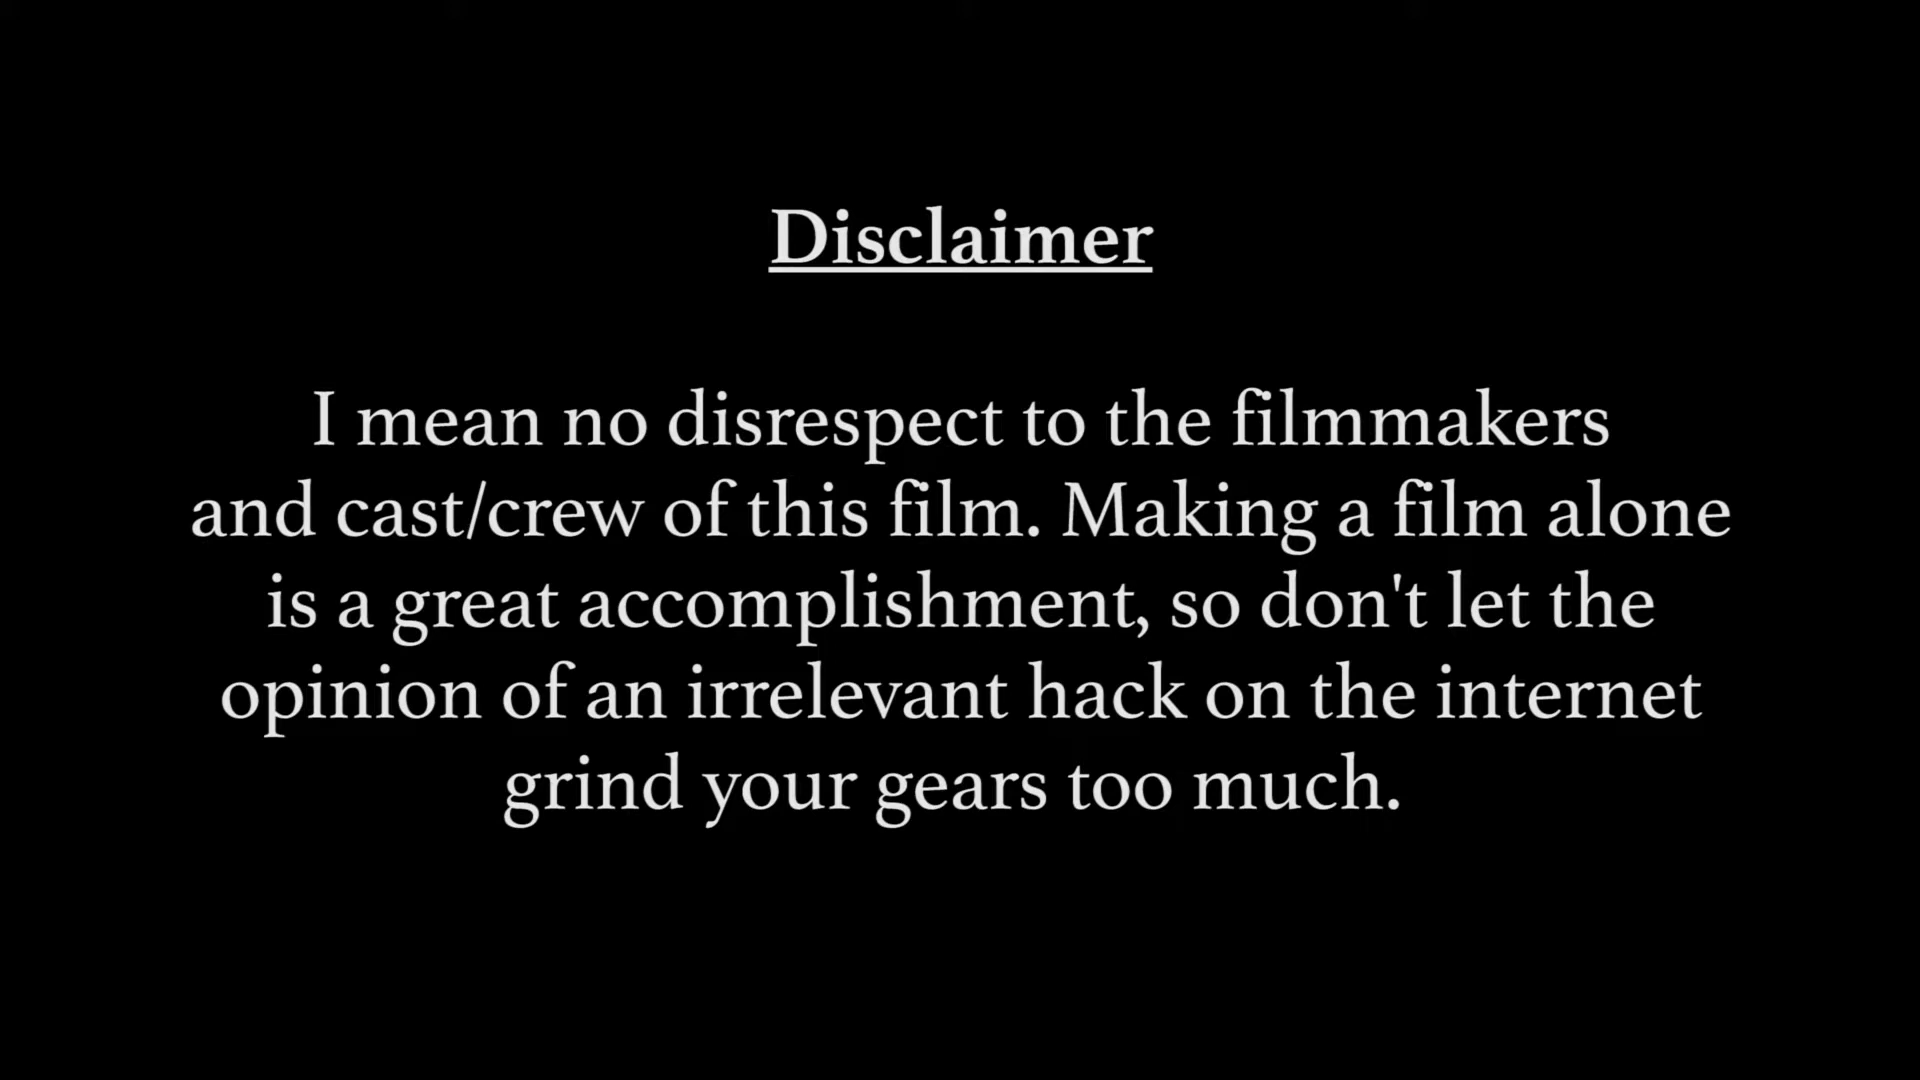 Disclaimer
I mean no disrespect to the filmmakers
and cast/crew of this film. Making a film alone
is a great accomplishment, so don't let the
opinion of an irrelevant hack on the internet
grind your gears too much.